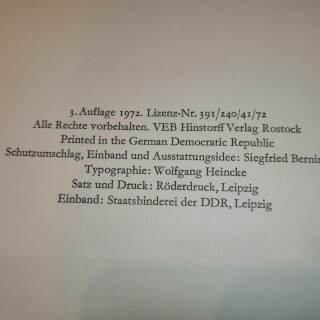 3. Auflage 1972. Lizenz-Nr. 391/240/41/72
Alle Rechte vorbehalten. VEB Hinstorff Verlag Rostock
Printed in the German Democratic Republic
Schutzumschlag, Einband und Ausstattungsidee: Siegfried Bernin
Typographie: Wolfgang Heincke
Satz und Druck: Röderdruck, Leipzig
Einband: Staatsbinderei der DDR, Leipzig